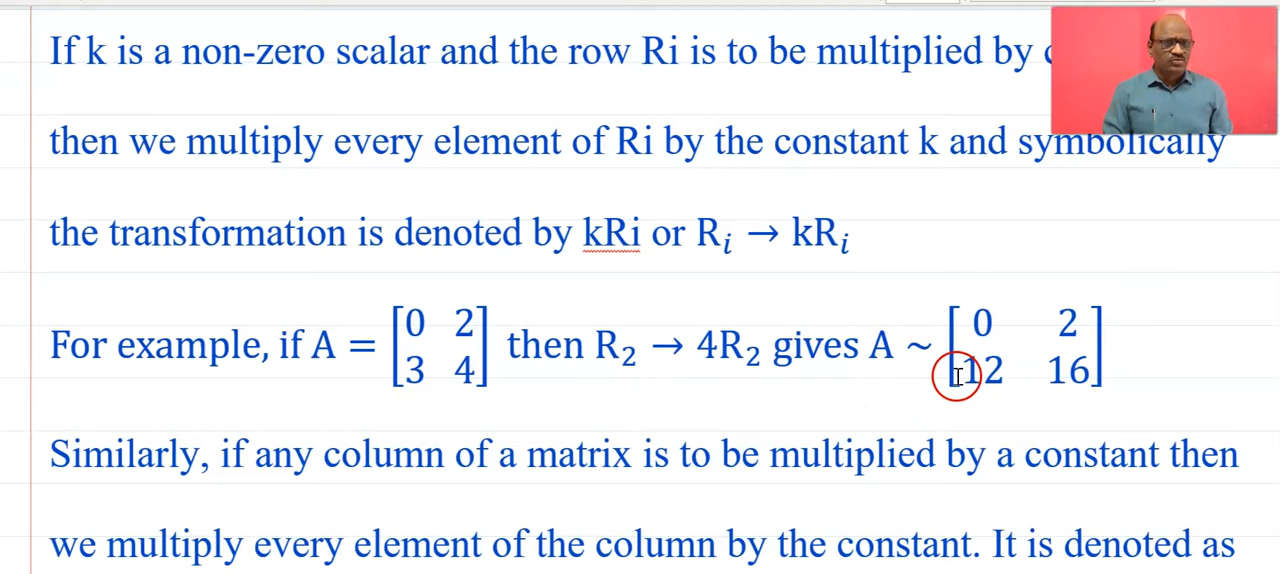 If k is a non-zero scalar and the row Ri is to be multiplied by
then we multiply every element of Ri by the constant k and symbolically
the transformation is denoted by kRi or Rᵢ → kRᵢ
For example, if A = [0 2; 3 4] then R₂ → 4R₂ gives A ~ [0 2; 12 16]
Similarly, if any column of a matrix is to be multiplied by a constant then
we multiply every element of the column by the constant. It is denoted as